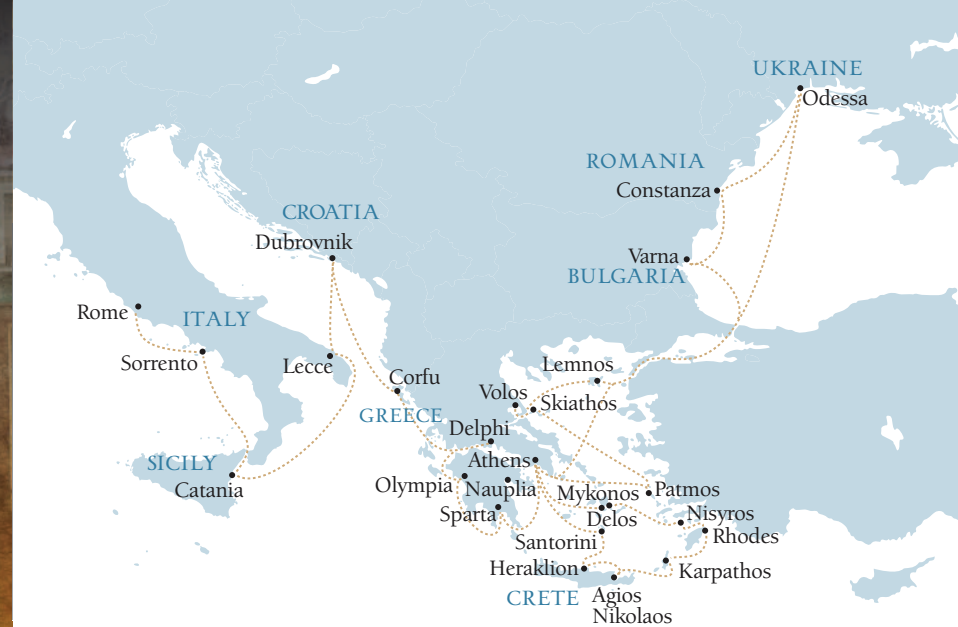 UKRAINE
Odessa
ROMANIA
Constanza
CROATIA
Dubrovnik
Varna
BULGARIA
Rome
ITALY
Sorrento
Lecce
Lemnos
Corfu
Volos
Skiathos
GREECE
Delphi
Athens
SICILY
Catania
Olympia
Nauplia
Mykonos
Patmos
Sparta
Delos
Nisyros
Santorini
Rhodes
Heraklion
Karpathos
CRETE
Agios
Nikolaos